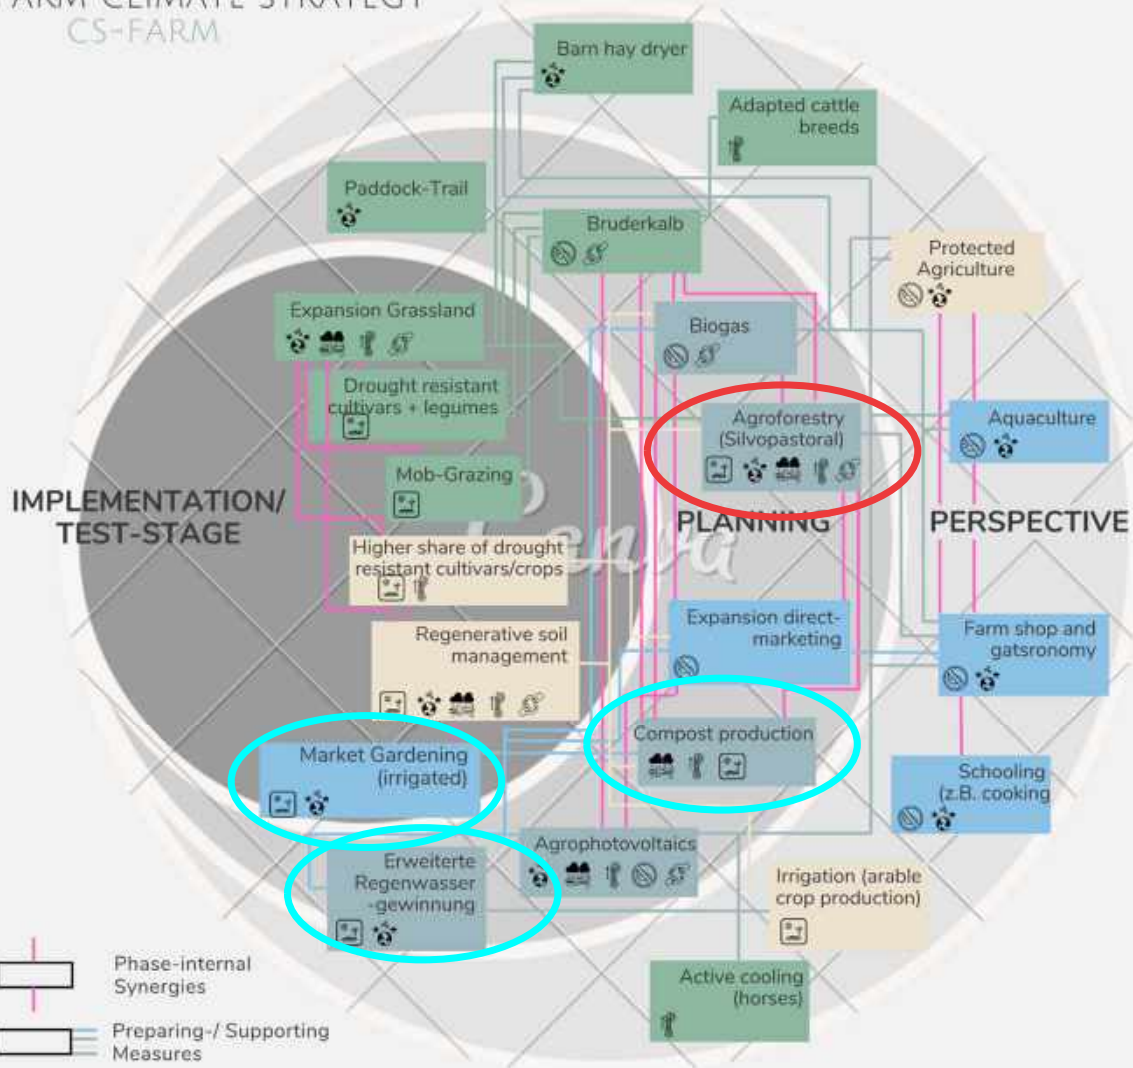 ARM CLIMATE STRATEGY
CS-FARM
Barn hay dryer
Adapted cattle
breeds
Paddock-Trail
Bruderkalb
Protected
Agriculture
Expansion Grassland
Biogas
Drought resistant
cultivars + legumes
Agroforestry
(Silvopastoral)
Aquaculture
Mob-Grazing
IMPLEMENTATION/
TEST-STAGE
PLANNING
PERSPECTIVE
Canva
Higher share of drought
resistant cultivars/crops
Expansion direct-
marketing
Farm shop and
gatsronomy
Regenerative soil
management
Compost production
Market Gardening
(irrigated)
Schooling
(z.B. cooking
Agrophotovoltaics
Erweiterte
Regenwasser
-gewinnung
Irrigation (arable
crop production)
Active cooling
(horses)
Phase-internal
Synergies
Preparing-/ Supporting
Measures